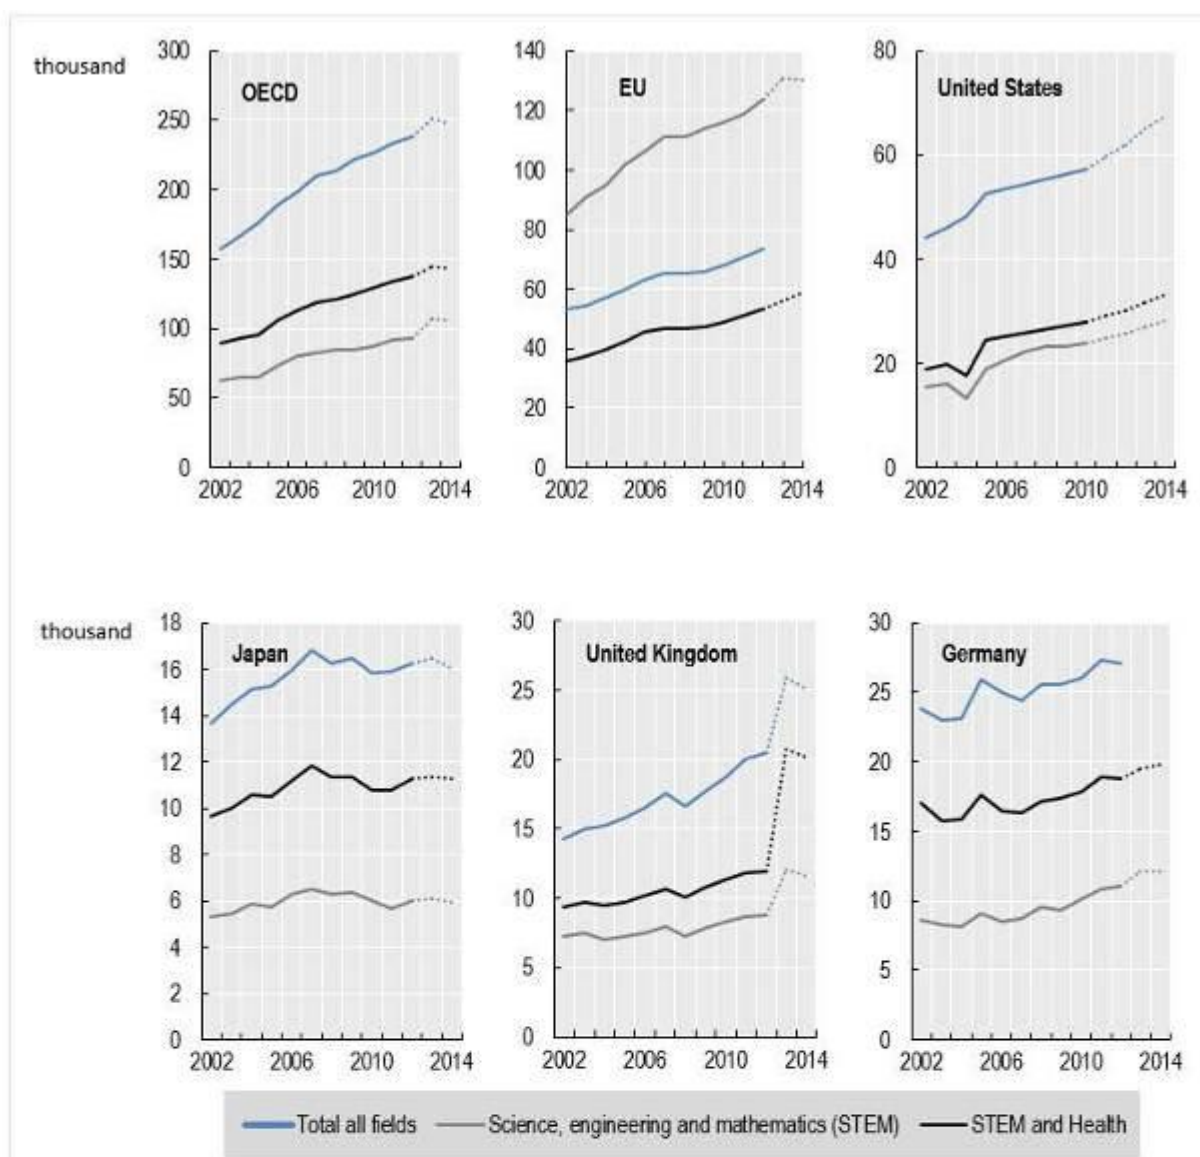 thousand
300
250
200
150
100
50
0
OECD
2002 2006 2010 2014
140
120
100
80
60
40
20
0
EU
2002 2006 2010 2014
80
60
40
20
0
United States
2002 2006 2010 2014
thousand
18
16
14
12
10
8
6
4
2
0
Japan
2002 2006 2010 2014
30
25
20
15
10
5
0
United Kingdom
2002 2006 2010 2014
30
25
20
15
10
5
0
Germany
2002 2006 2010 2014
Total all fields Science, engineering and mathematics (STEM) STEM and Health